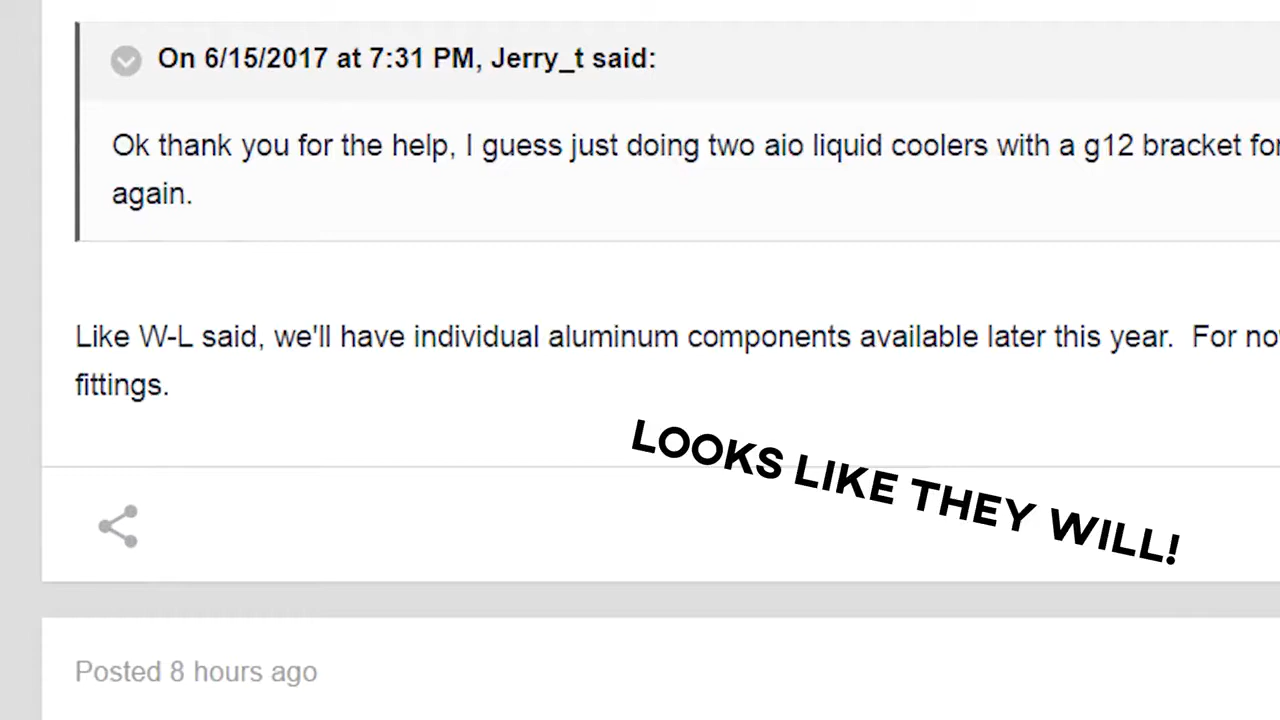 On 6/15/2017 at 7:31 PM, Jerry_t said:
Ok thank you for the help, I guess just doing two aio liquid coolers with a g12 bracket for
again.
Like W-L said, we'll have individual aluminum components available later this year. For
fittings.
LOOKS LIKE THEY WILL!
Posted 8 hours ago